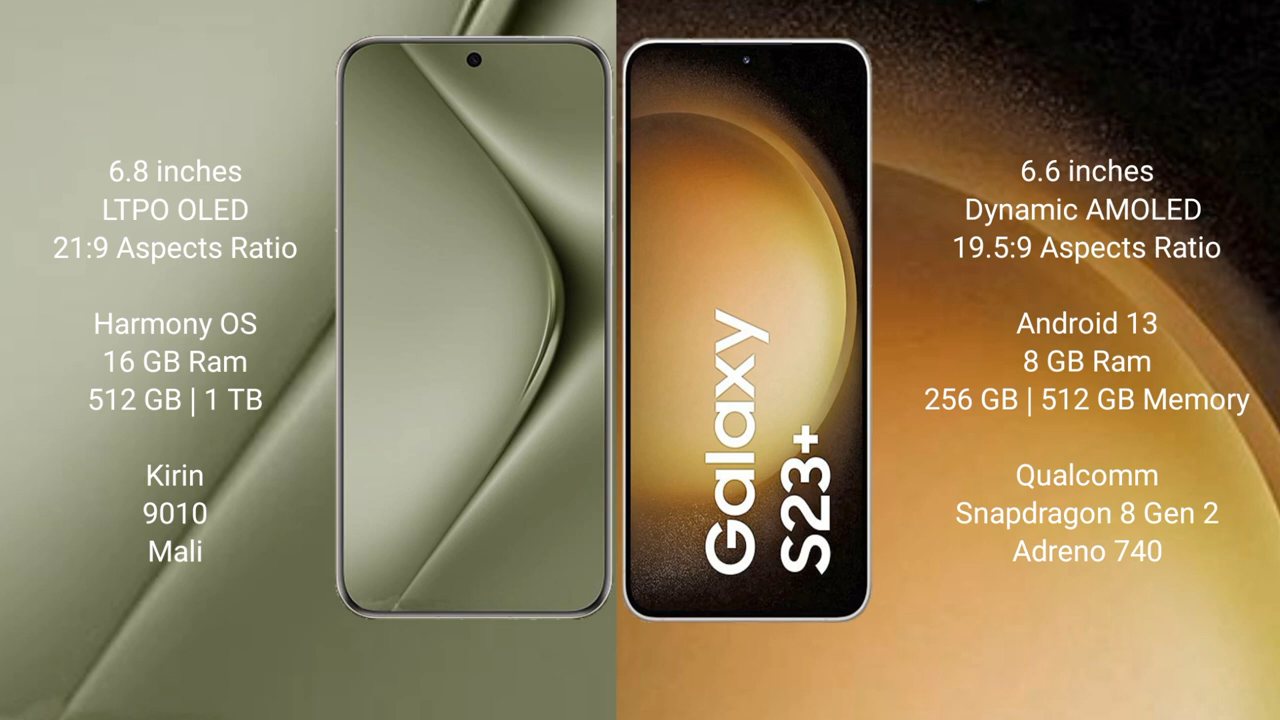 6.8 inches
LTPO OLED
21:9 Aspects Ratio
Harmony OS
16 GB Ram
512 GB | 1 TB
Kirin
9010
Mali
Galaxy
S23+
6.6 inches
Dynamic AMOLED
19.5:9 Aspects Ratio
Android 13
8 GB Ram
256 GB | 512 GB Memory
Qualcomm
Snapdragon 8 Gen 2
Adreno 740